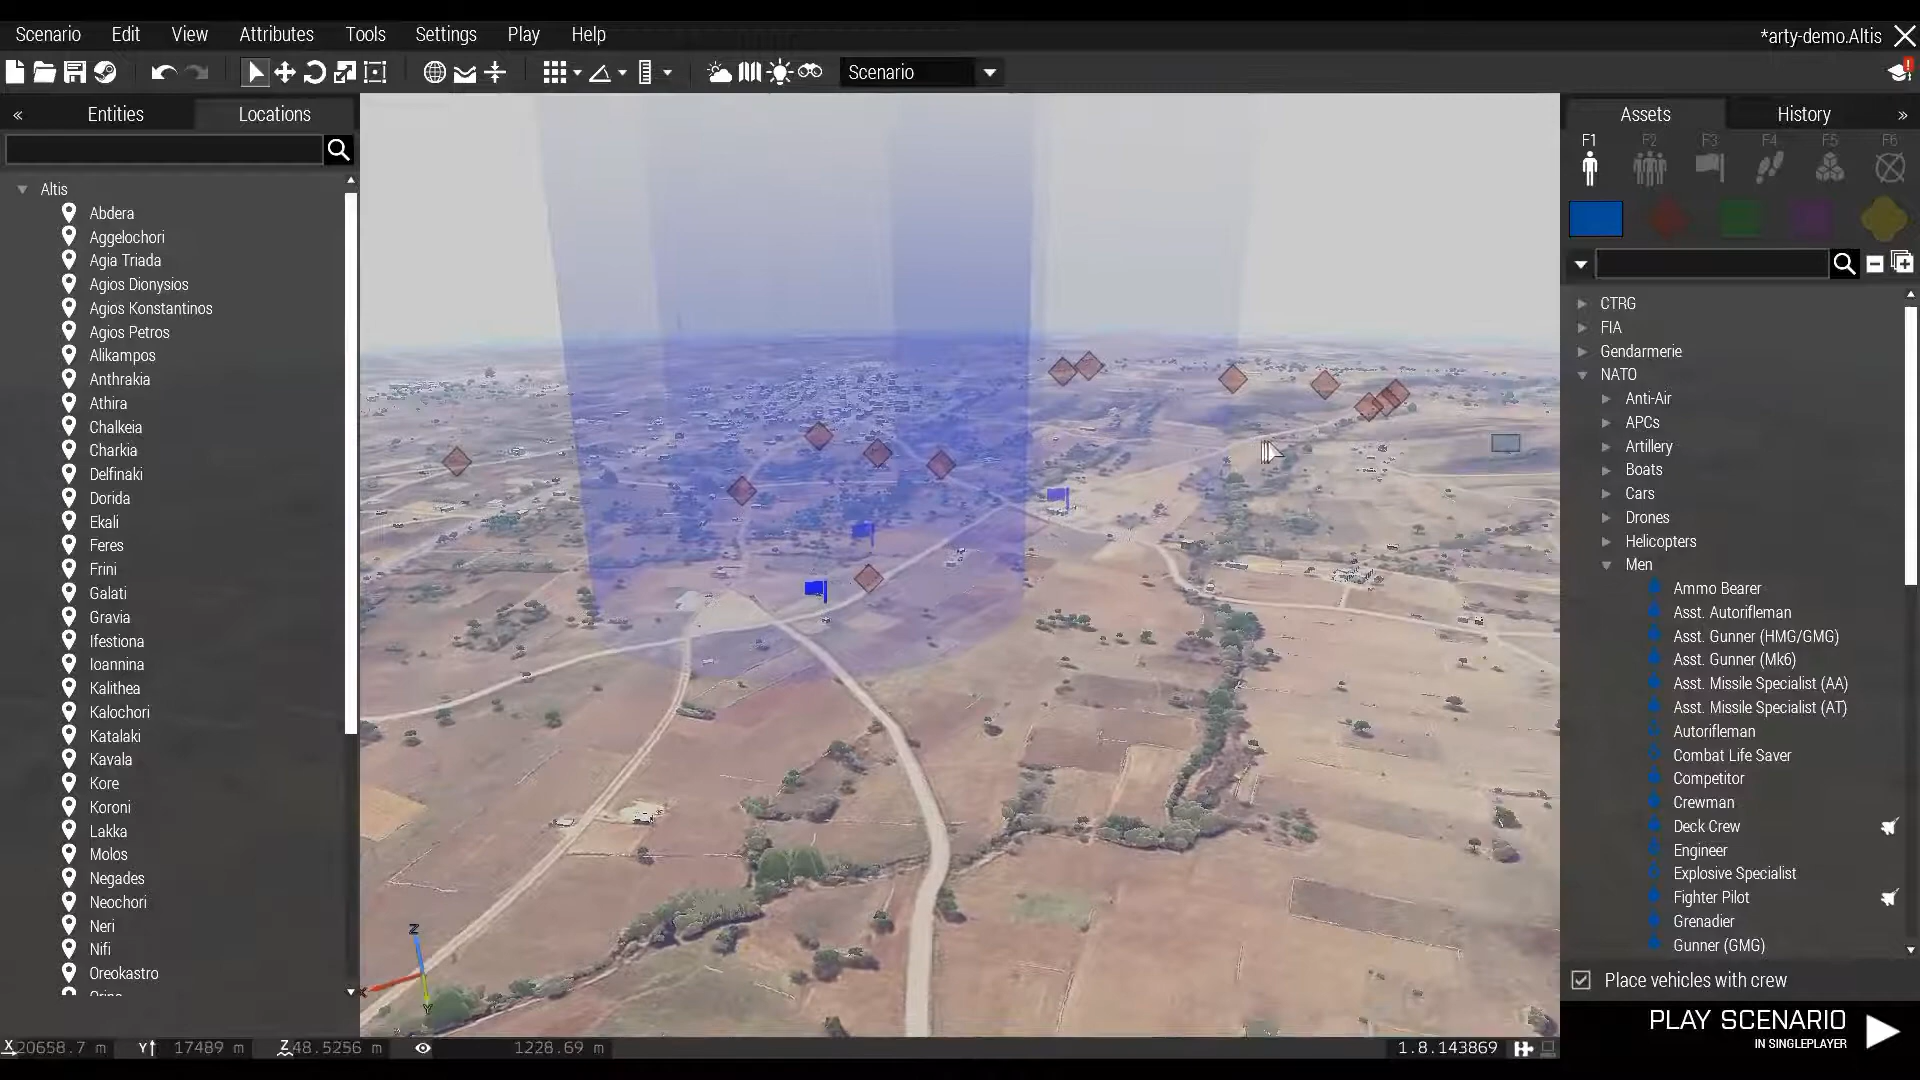 Scenario Edit View Attributes Tools Settings Play Help *arty-demo.Altis
Scenario
Entities Locations
Altis
Abdera
Aggelochori
Agia Triada
Agios Dionysios
Agios Konstantinos
Agios Petros
Alikampos
Anthrakia
Athira
Chalkeia
Charkia
Delfinaki
Dorida
Ekali
Feres
Frini
Galati
Gravia
Ifestiona
Ioannina
Kalithea
Kalochori
Katalaki
Kavala
Kore
Koroni
Lakka
Molos
Negades
Neochori
Neri
Nifi
Oreokastro
Z
X
Y
Assets History
F1 F2 F3 F4 F5 F6
CTRG
FIA
Gendarmerie
NATO
Anti-Air
APCs
Artillery
Boats
Cars
Drones
Helicopters
Men
Ammo Bearer
Asst. Autorifleman
Asst. Gunner (HMG/GMG)
Asst. Gunner (Mk6)
Asst. Missile Specialist (AA)
Asst. Missile Specialist (AT)
Autorifleman
Combat Life Saver
Competitor
Crewman
Deck Crew
Engineer
Explosive Specialist
Fighter Pilot
Grenadier
Gunner (GMG)
Place vehicles with crew
PLAY SCENARIO
IN SINGLEPLAYER
X 20658.7 m Y 17489 m Z 48.5256 m 1228.69 m 1.8.143869